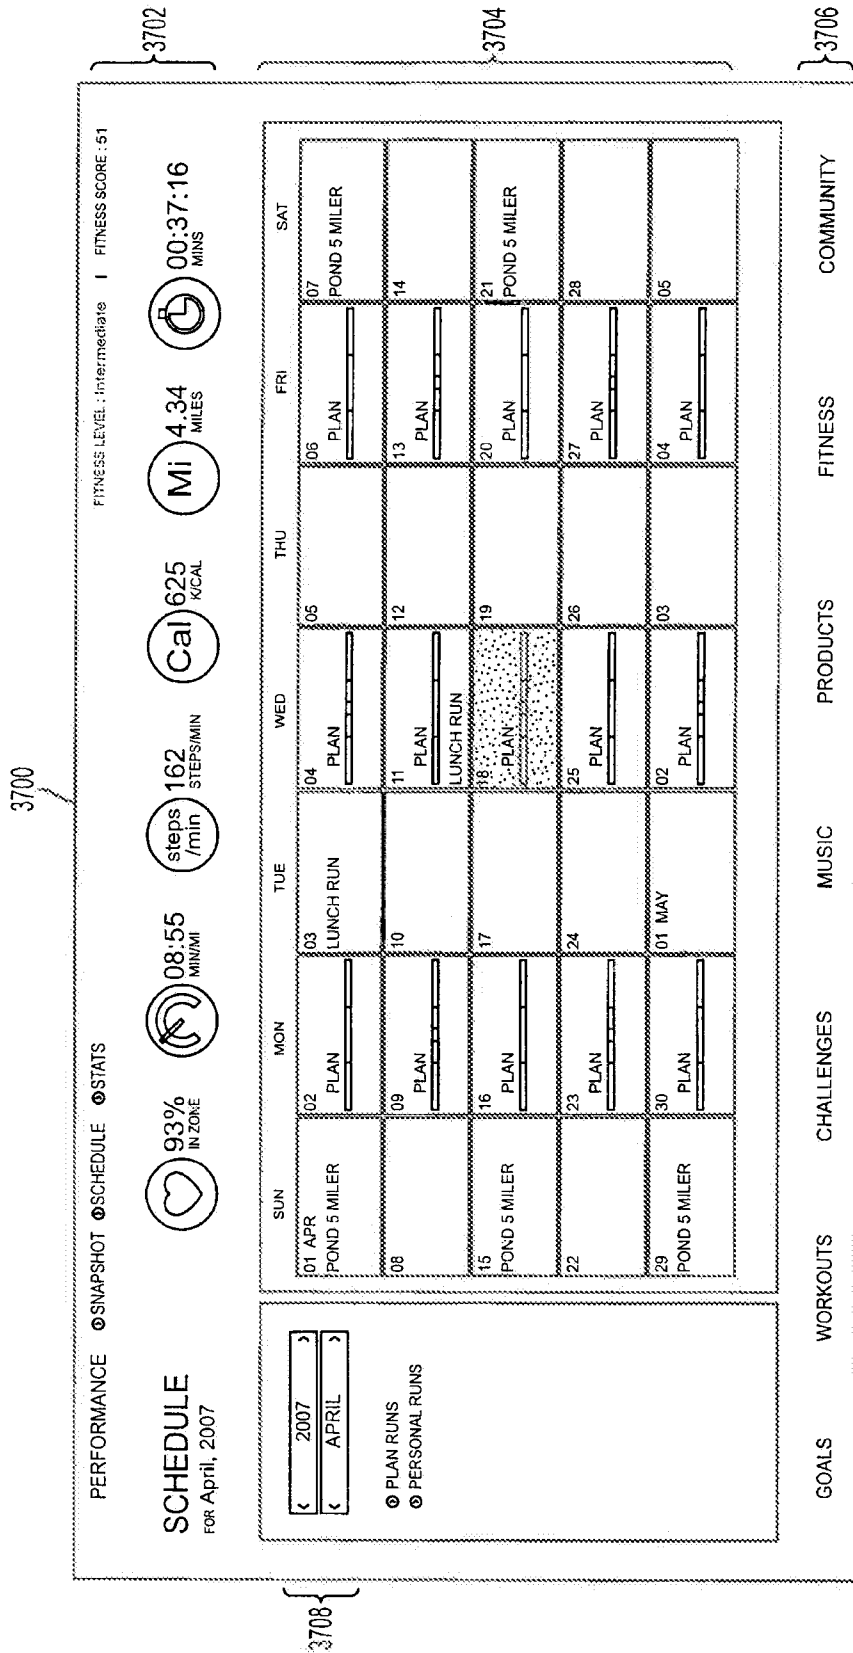 3700
3702
PERFORMANCE SNAPSHOT SCHEDULE STATS
FITNESS LEVEL : Intermediate | FITNESS SCORE : 51
SCHEDULE
FOR April, 2007
93%
IN ZONE
08:55
MIN/MI
steps
/min
162
STEPS/MIN
Cal
625
K/CAL
Mi
4.34
MILES
00:37:16
MINS
3704
3708
< 2007 >
< APRIL >
PLAN RUNS
PERSONAL RUNS
SUN MON TUE WED THU FRI SAT
01 APR 02 03 04 05 06 07
POND 5 MILER PLAN LUNCH RUN PLAN PLAN POND 5 MILER
08 09 10 11 12 13 14
PLAN PLAN PLAN
LUNCH RUN
15 16 17 18 19 20 21
POND 5 MILER PLAN PLAN PLAN POND 5 MILER
22 23 24 25 26 27 28
PLAN PLAN PLAN
29 30 01 MAY 02 03 04 05
POND 5 MILER PLAN PLAN PLAN
GOALS WORKOUTS CHALLENGES MUSIC PRODUCTS FITNESS COMMUNITY
3706